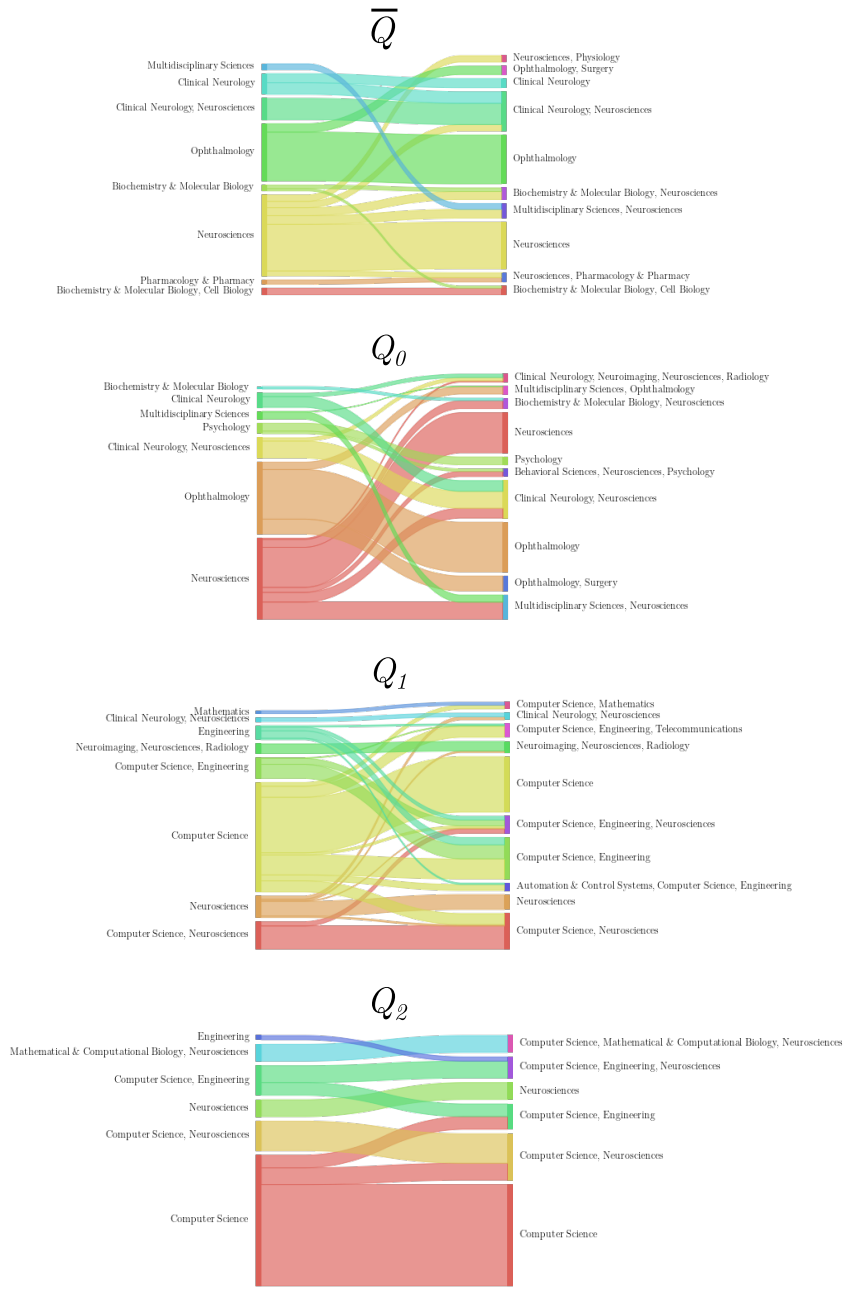 Q
Multidisciplinary Sciences
Clinical Neurology
Clinical Neurology, Neurosciences
Ophthalmology
Biochemistry & Molecular Biology
Neurosciences
Pharmacology & Pharmacy
Biochemistry & Molecular Biology, Cell Biology
Neurosciences, Physiology
Ophthalmology, Surgery
Clinical Neurology
Clinical Neurology, Neurosciences
Ophthalmology
Biochemistry & Molecular Biology, Neurosciences
Multidisciplinary Sciences, Neurosciences
Neurosciences
Neurosciences, Pharmacology & Pharmacy
Biochemistry & Molecular Biology, Cell Biology
Q0
Biochemistry & Molecular Biology
Clinical Neurology
Multidisciplinary Sciences
Psychology
Clinical Neurology, Neurosciences
Ophthalmology
Neurosciences
Clinical Neurology, Neuroimaging, Neurosciences, Radiology
Multidisciplinary Sciences, Ophthalmology
Biochemistry & Molecular Biology, Neurosciences
Neurosciences
Psychology
Behavioral Sciences, Neurosciences, Psychology
Clinical Neurology, Neurosciences
Ophthalmology
Ophthalmology, Surgery
Multidisciplinary Sciences, Neurosciences
Q1
Mathematics
Clinical Neurology, Neurosciences
Engineering
Neuroimaging, Neurosciences, Radiology
Computer Science, Engineering
Computer Science
Neurosciences
Computer Science, Neurosciences
Computer Science, Mathematics
Clinical Neurology, Neurosciences
Computer Science, Engineering, Telecommunications
Neuroimaging, Neurosciences, Radiology
Computer Science
Computer Science, Engineering, Neurosciences
Computer Science, Engineering
Automation & Control Systems, Computer Science, Engineering
Neurosciences
Computer Science, Neurosciences
Q2
Engineering
Mathematical & Computational Biology, Neurosciences
Computer Science, Engineering
Neurosciences
Computer Science, Neurosciences
Computer Science
Computer Science, Mathematical & Computational Biology, Neurosciences
Computer Science, Engineering, Neurosciences
Neurosciences
Computer Science, Engineering
Computer Science, Neurosciences
Computer Science